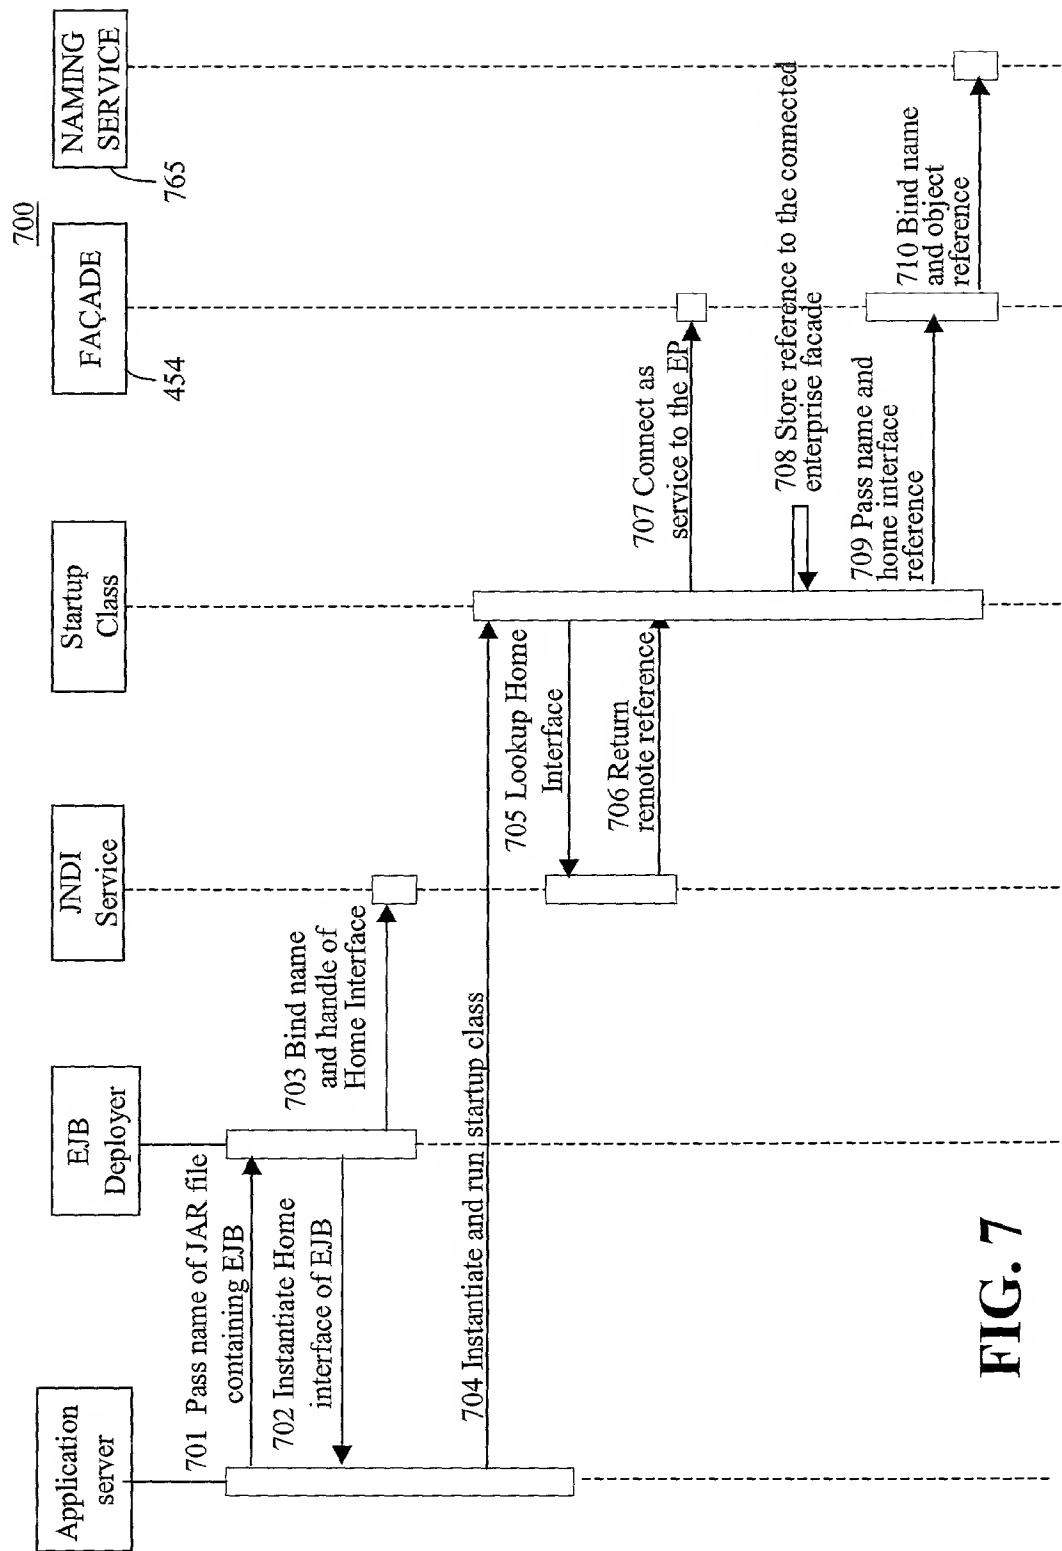 700
Application
server
EJB
Deployer
JNDI
Service
Startup
Class
FAÇADE
454
NAMING
SERVICE
765
701 Pass name of JAR file
containing EJB
702 Instantiate Home
interface of EJB
703 Bind name
and handle of
Home Interface
704 Instantiate and run startup class
705 Lookup Home
Interface
706 Return
remote reference
707 Connect as
service to the EP
708 Store reference to the connected
enterprise facade
709 Pass name and
home interface
reference
710 Bind name
and object
reference
FIG. 7